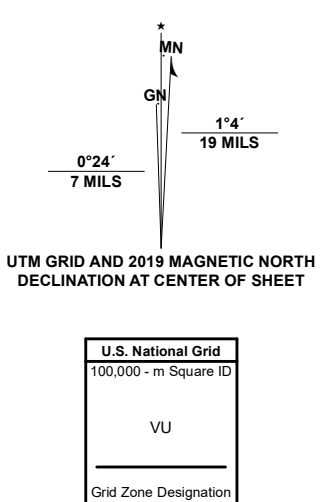 ★
MN
GN
1°4´
19 MILS
0°24´
7 MILS
UTM GRID AND 2019 MAGNETIC NORTH
DECLINATION AT CENTER OF SHEET
U.S. National Grid
100,000 - m Square ID
VU
Grid Zone Designation